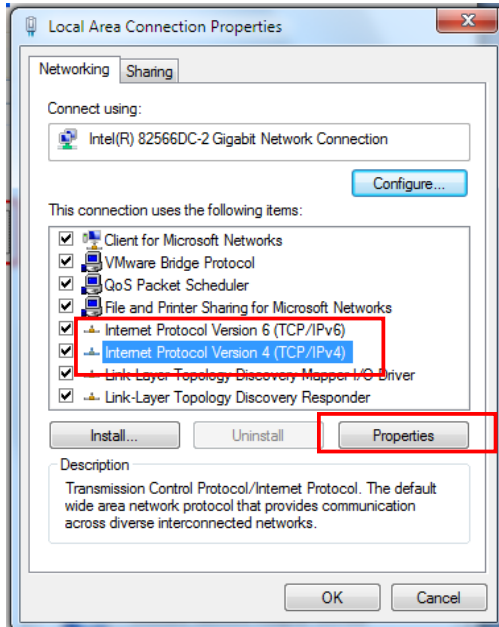 Local Area Connection Properties
Networking
Sharing
Connect using:
Intel(R) 82566DC-2 Gigabit Network Connection
Configure...
This connection uses the following items:
Client for Microsoft Networks
VMware Bridge Protocol
QoS Packet Scheduler
File and Printer Sharing for Microsoft Networks
Internet Protocol Version 6 (TCP/IPv6)
Internet Protocol Version 4 (TCP/IPv4)
Link-Layer Topology Discovery Mapper I/O Driver
Link-Layer Topology Discovery Responder
Install...
Uninstall
Properties
Description
Transmission Control Protocol/Internet Protocol. The default
wide area network protocol that provides communication
across diverse interconnected networks.
OK
Cancel